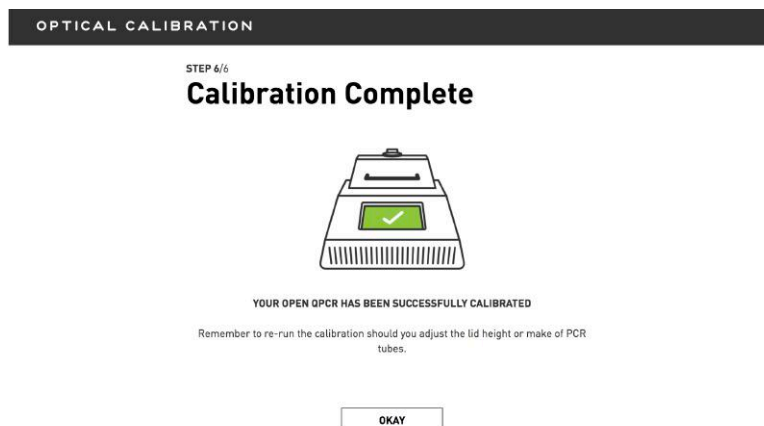 OPTICAL CALIBRATION
STEP 6/6
Calibration Complete
YOUR OPEN QPCR HAS BEEN SUCCESSFULLY CALIBRATED
Remember to re-run the calibration should you adjust the lid height or make of PCR
tubes.
OKAY